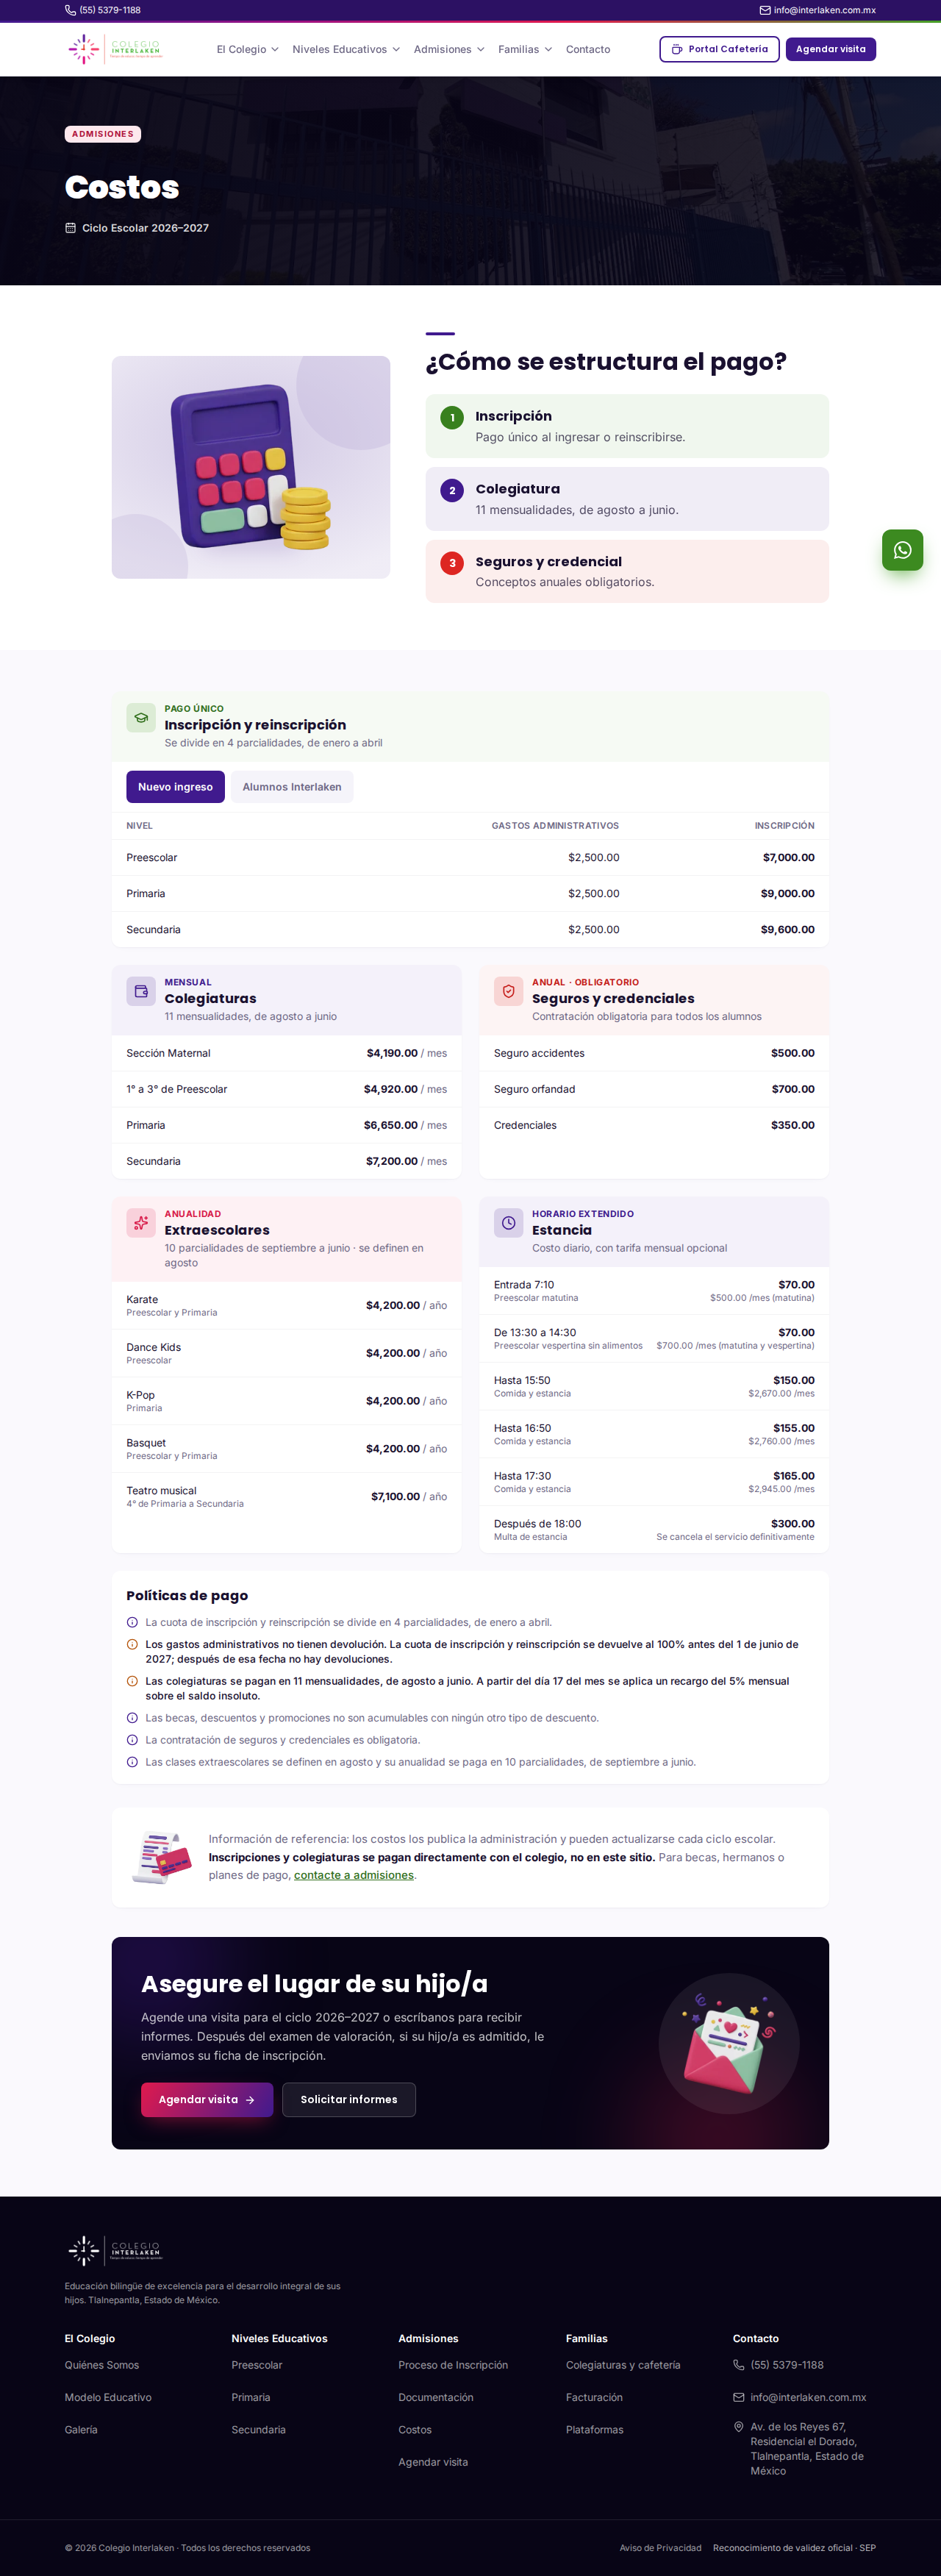 (55) 5379-1188
info@interlaken.com.mx
COLEGIO
INTERLAKEN
El Colegio
Niveles Educativos
Admisiones
Familias
Contacto
Portal Cafetería
Agendar visita
ADMISIONES
Costos
Ciclo Escolar 2026–2027
¿Cómo se estructura el pago?
1
Inscripción
Pago único al ingresar o reinscribirse.
2
Colegiatura
11 mensualidades, de agosto a junio.
3
Seguros y credencial
Conceptos anuales obligatorios.
PAGO ÚNICO
Inscripción y reinscripción
Se divide en 4 parcialidades, de enero a abril
Nuevo ingreso
Alumnos Interlaken
NIVEL GASTOS ADMINISTRATIVOS INSCRIPCIÓN
Preescolar $2,500.00 $7,000.00
Primaria $2,500.00 $9,000.00
Secundaria $2,500.00 $9,600.00
MENSUAL
Colegiaturas
11 mensualidades, de agosto a junio
Sección Maternal $4,190.00 / mes
1° a 3° de Preescolar $4,920.00 / mes
Primaria $6,650.00 / mes
Secundaria $7,200.00 / mes
ANUAL · OBLIGATORIO
Seguros y credenciales
Contratación obligatoria para todos los alumnos
Seguro accidentes $500.00
Seguro orfandad $700.00
Credenciales $350.00
ANUALIDAD
Extraescolares
10 parcialidades de septiembre a junio · se definen en
agosto
Karate
Preescolar y Primaria
$4,200.00 / año
Dance Kids
Preescolar
$4,200.00 / año
K-Pop
Primaria
$4,200.00 / año
Basquet
Preescolar y Primaria
$4,200.00 / año
Teatro musical
4° de Primaria a Secundaria
$7,100.00 / año
HORARIO EXTENDIDO
Estancia
Costo diario, con tarifa mensual opcional
Entrada 7:10 $70.00
Preescolar matutina $500.00 /mes (matutina)
De 13:30 a 14:30 $70.00
Preescolar vespertina sin alimentos $700.00 /mes (matutina y vespertina)
Hasta 15:50 $150.00
Comida y estancia $2,670.00 /mes
Hasta 16:50 $155.00
Comida y estancia $2,760.00 /mes
Hasta 17:30 $165.00
Comida y estancia $2,945.00 /mes
Después de 18:00 $300.00
Multa de estancia Se cancela el servicio definitivamente
Políticas de pago
La cuota de inscripción y reinscripción se divide en 4 parcialidades, de enero a abril.
Los gastos administrativos no tienen devolución. La cuota de inscripción y reinscripción se devuelve al 100% antes del 1 de junio de
2027; después de esa fecha no hay devoluciones.
Las colegiaturas se pagan en 11 mensualidades, de agosto a junio. A partir del día 17 del mes se aplica un recargo del 5% mensual
sobre el saldo insoluto.
Las becas, descuentos y promociones no son acumulables con ningún otro tipo de descuento.
La contratación de seguros y credenciales es obligatoria.
Las clases extraescolares se definen en agosto y su anualidad se paga en 10 parcialidades, de septiembre a junio.
Información de referencia: los costos los publica la administración y pueden actualizarse cada ciclo escolar.
Inscripciones y colegiaturas se pagan directamente con el colegio, no en este sitio. Para becas, hermanos o
planes de pago, contacte a admisiones.
Asegure el lugar de su hijo/a
Agende una visita para el ciclo 2026–2027 o escríbanos para recibir
informes. Después del examen de valoración, si su hijo/a es admitido, le
enviamos su ficha de inscripción.
Agendar visita
Solicitar informes
COLEGIO
INTERLAKEN
Educación bilingüe de excelencia para el desarrollo integral de sus
hijos. Tlalnepantla, Estado de México.
El Colegio
Quiénes Somos
Modelo Educativo
Galería
Niveles Educativos
Preescolar
Primaria
Secundaria
Admisiones
Proceso de Inscripción
Documentación
Costos
Agendar visita
Familias
Colegiaturas y cafetería
Facturación
Plataformas
Contacto
(55) 5379-1188
info@interlaken.com.mx
Av. de los Reyes 67,
Residencial el Dorado,
Tlalnepantla, Estado de
México
© 2026 Colegio Interlaken · Todos los derechos reservados
Aviso de Privacidad
Reconocimiento de validez oficial · SEP